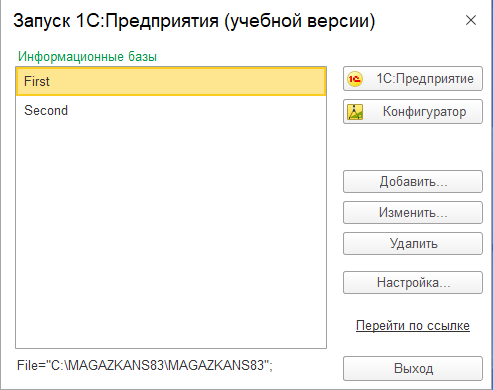 Запуск 1С:Предприятия (учебной версии)
Информационные базы
First
Second
1С:Предприятие
Конфигуратор
Добавить...
Изменить...
Удалить
Настройка...
Перейти по ссылке
File="C:\MAGAZKANS83\MAGAZKANS83";
Выход